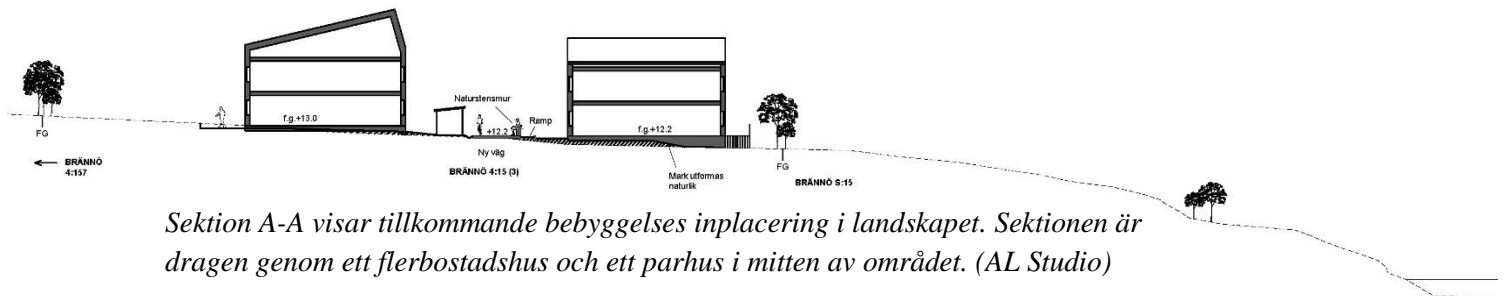 Naturstensmur
Ramp
f.g.+13.0
+12.2
f.g.+12.2
FG
Ny väg
FG
BRÄNNÖ
4:157
BRÄNNÖ 4:15 (3)
Mark utformas
naturlik
BRÄNNÖ S:15
Sektion A-A visar tillkommande bebyggelses inplacering i landskapet. Sektionen är
dragen genom ett flerbostadshus och ett parhus i mitten av området. (AL Studio)